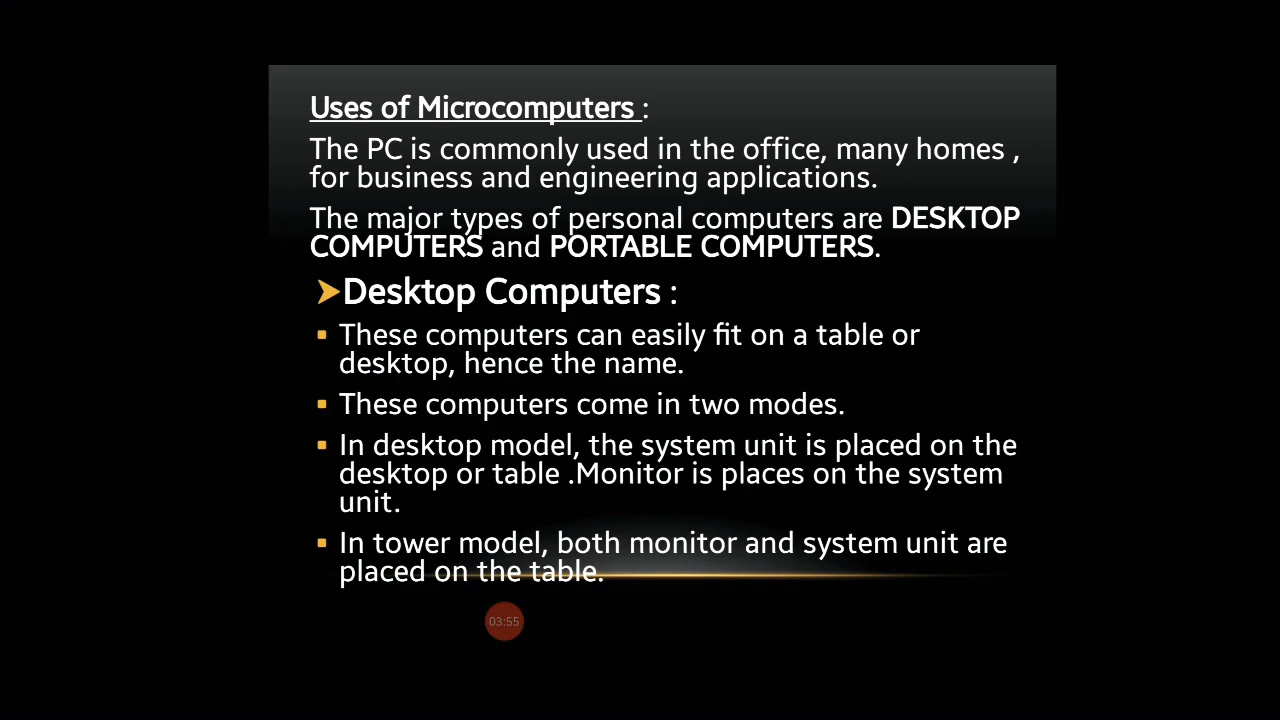 Uses of Microcomputers :
The PC is commonly used in the office, many homes ,
for business and engineering applications.
The major types of personal computers are DESKTOP
COMPUTERS and PORTABLE COMPUTERS.
➤Desktop Computers :
▪ These computers can easily fit on a table or
desktop, hence the name.
▪ These computers come in two modes.
▪ In desktop model, the system unit is placed on the
desktop or table .Monitor is places on the system
unit.
▪ In tower model, both monitor and system unit are
placed on the table.
03:55